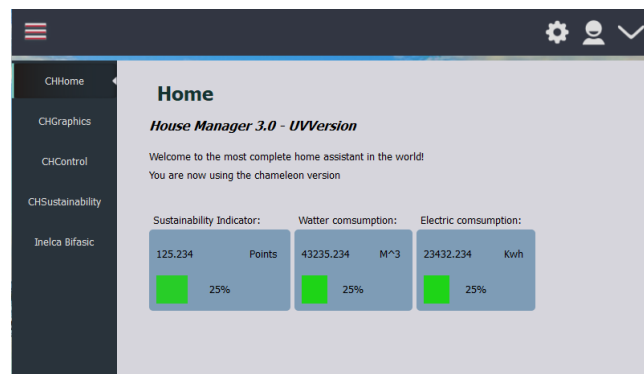 CHHome
CHGraphics
CHControl
CHSustainability
Inelca Bifasic
Home
House Manager 3.0 - UVVersion
Welcome to the most complete home assistant in the world!
You are now using the chameleon version
Sustainability Indicator: Watter comsumption: Electric comsumption:
125.234 Points 43235.234 M^3 23432.234 Kwh
25% 25% 25%